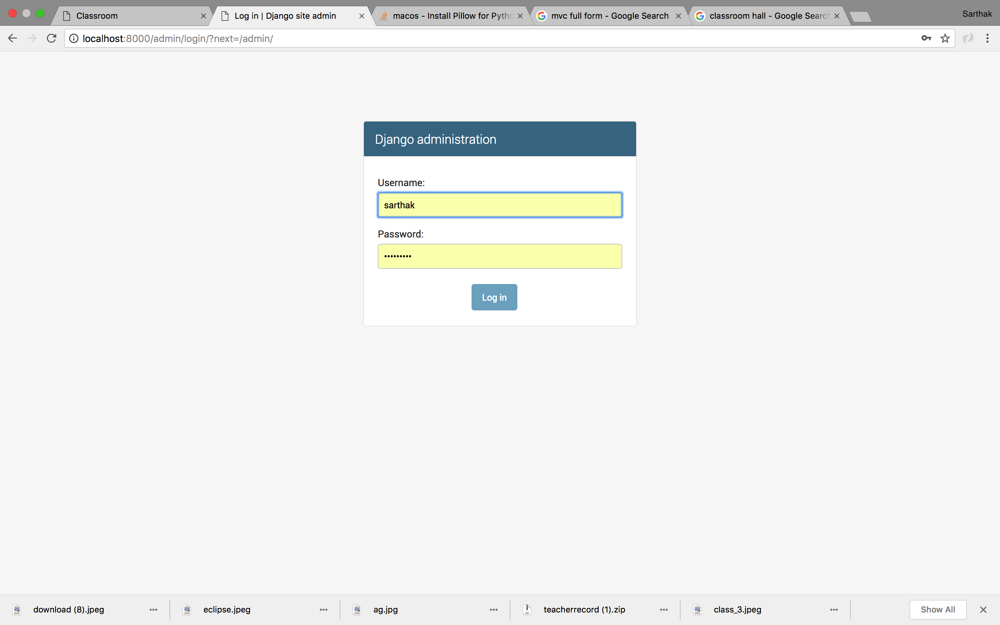 Classroom
Log in | Django site admin
macos - Install Pillow for Pytho
mvc full form - Google Search
classroom hall - Google Search
Sarthak
localhost:8000/admin/login/?next=/admin/
Django administration
Username:
sarthak
Password:
•••••••••
Log in
download (8).jpeg
eclipse.jpeg
ag.jpg
teacherrecord (1).zip
class_3.jpeg
Show All